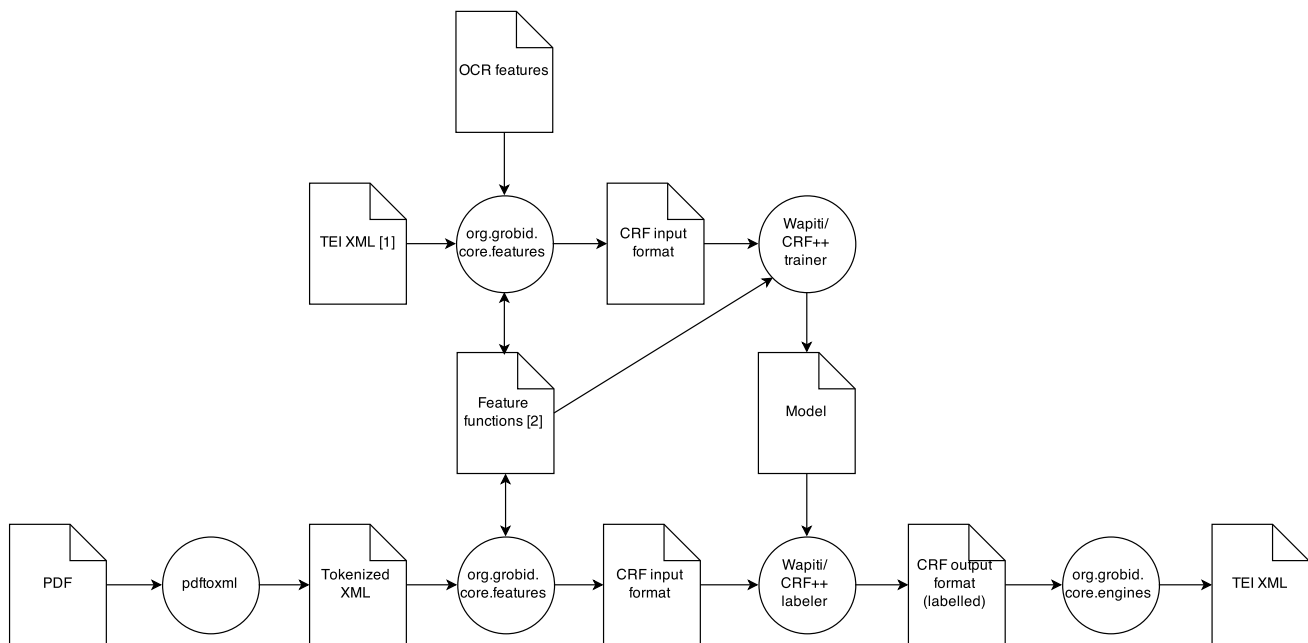 OCR features
TEI XML [1]
org.grobid.
core.features
CRF input
format
Wapiti/
CRF++
trainer
Feature
functions [2]
Model
PDF
pdftoxml
Tokenized
XML
org.grobid.
core.features
CRF input
format
Wapiti/
CRF++
labeler
CRF output
format
(labelled)
org.grobid.
core.engines
TEI XML